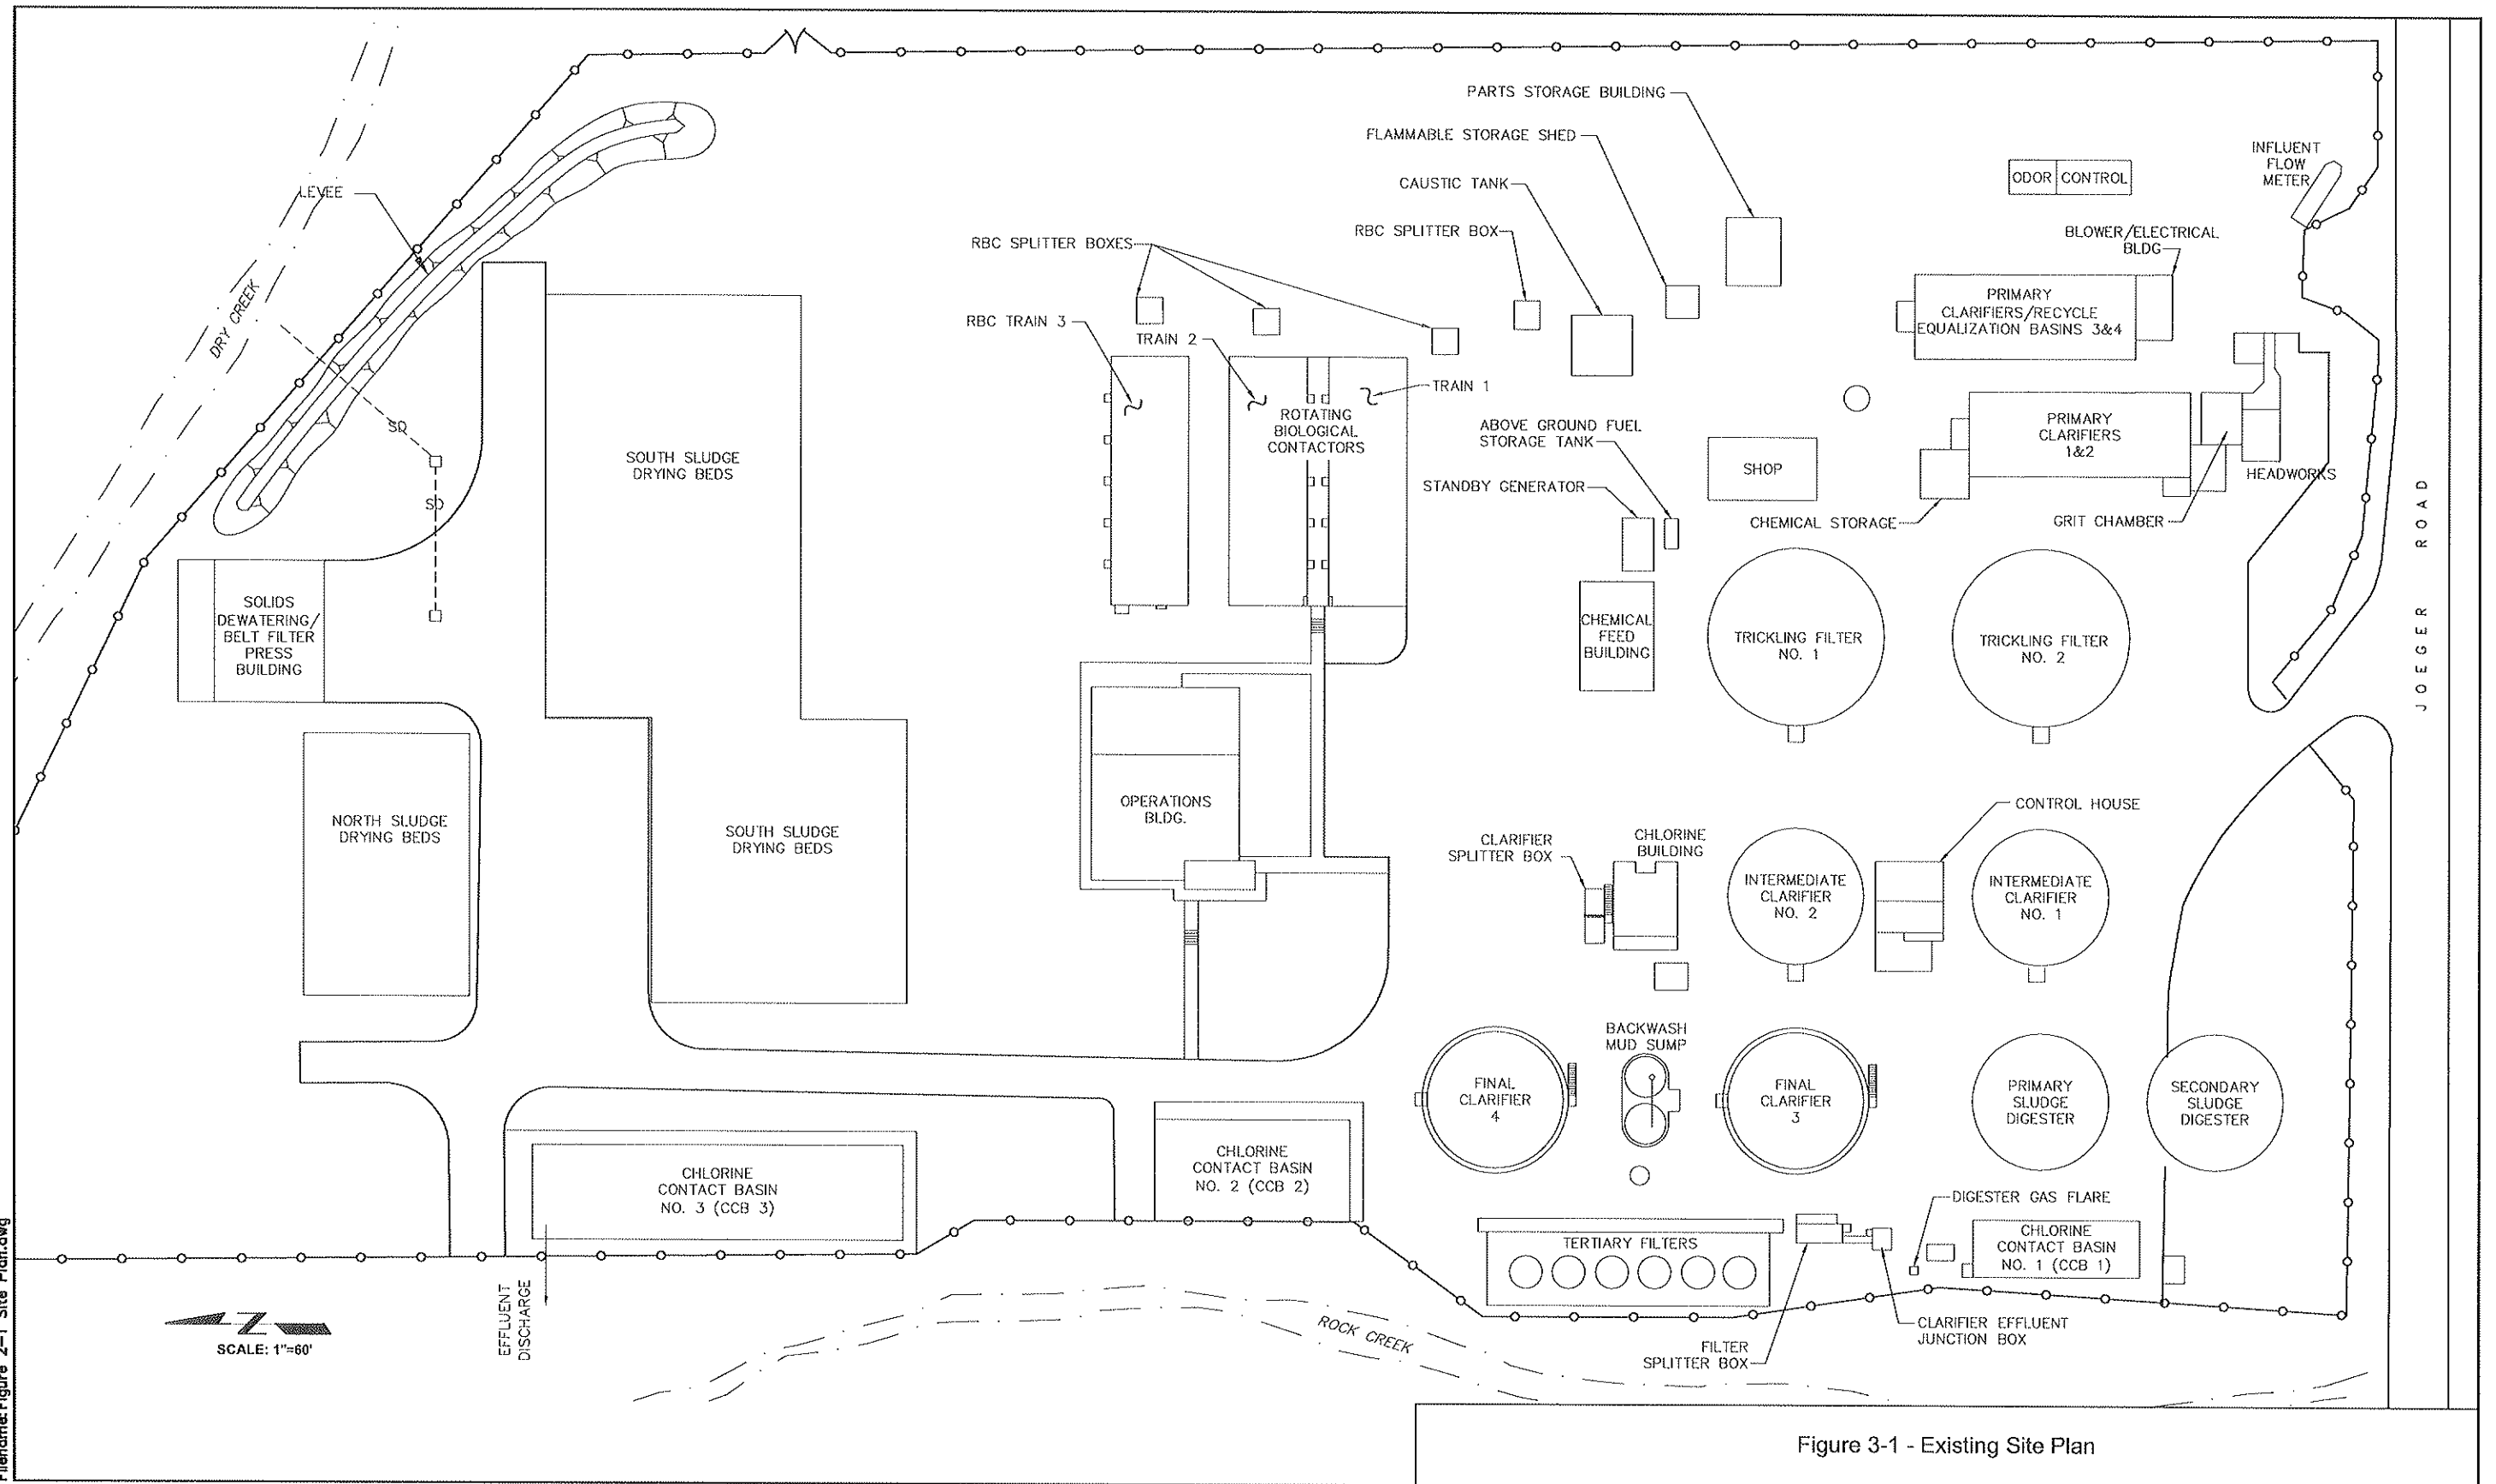 PARTS STORAGE BUILDING
FLAMMABLE STORAGE SHED
CAUSTIC TANK
RBC SPLITTER BOX
RBC SPLITTER BOXES
INFLUENT
FLOW
METER
ODOR CONTROL
BLOWER/ELECTRICAL
BLDG
LEVEE
DRY CREEK
RBC TRAIN 3
TRAIN 2
TRAIN 1
PRIMARY
CLARIFIERS/RECYCLE
EQUALIZATION BASINS 3&4
ROTATING
BIOLOGICAL
CONTACTORS
ABOVE GROUND FUEL
STORAGE TANK
PRIMARY
CLARIFIERS
1&2
SD
SD
SOUTH SLUDGE
DRYING BEDS
SHOP
HEADWORKS
STANDBY GENERATOR
CHEMICAL STORAGE
GRIT CHAMBER
JOEGER ROAD
SOLIDS
DEWATERING/
BELT FILTER
PRESS
BUILDING
CHEMICAL
FEED
BUILDING
TRICKLING FILTER
NO. 1
TRICKLING FILTER
NO. 2
NORTH SLUDGE
DRYING BEDS
SOUTH SLUDGE
DRYING BEDS
OPERATIONS
BLDG.
CONTROL HOUSE
CLARIFIER
SPLITTER BOX
CHLORINE
BUILDING
INTERMEDIATE
CLARIFIER
NO. 2
INTERMEDIATE
CLARIFIER
NO. 1
BACKWASH
MUD SUMP
FINAL
CLARIFIER
4
FINAL
CLARIFIER
3
PRIMARY
SLUDGE
DIGESTER
SECONDARY
SLUDGE
DIGESTER
CHLORINE
CONTACT BASIN
NO. 3 (CCB 3)
CHLORINE
CONTACT BASIN
NO. 2 (CCB 2)
DIGESTER GAS FLARE
TERTIARY FILTERS
CHLORINE
CONTACT BASIN
NO. 1 (CCB 1)
EFFLUENT
DISCHARGE
ROCK CREEK
CLARIFIER EFFLUENT
JUNCTION BOX
FILTER
SPLITTER BOX
Z
SCALE: 1"=60'
Filename: Figure 2-1 Site Plan.dwg
Figure 3-1 - Existing Site Plan